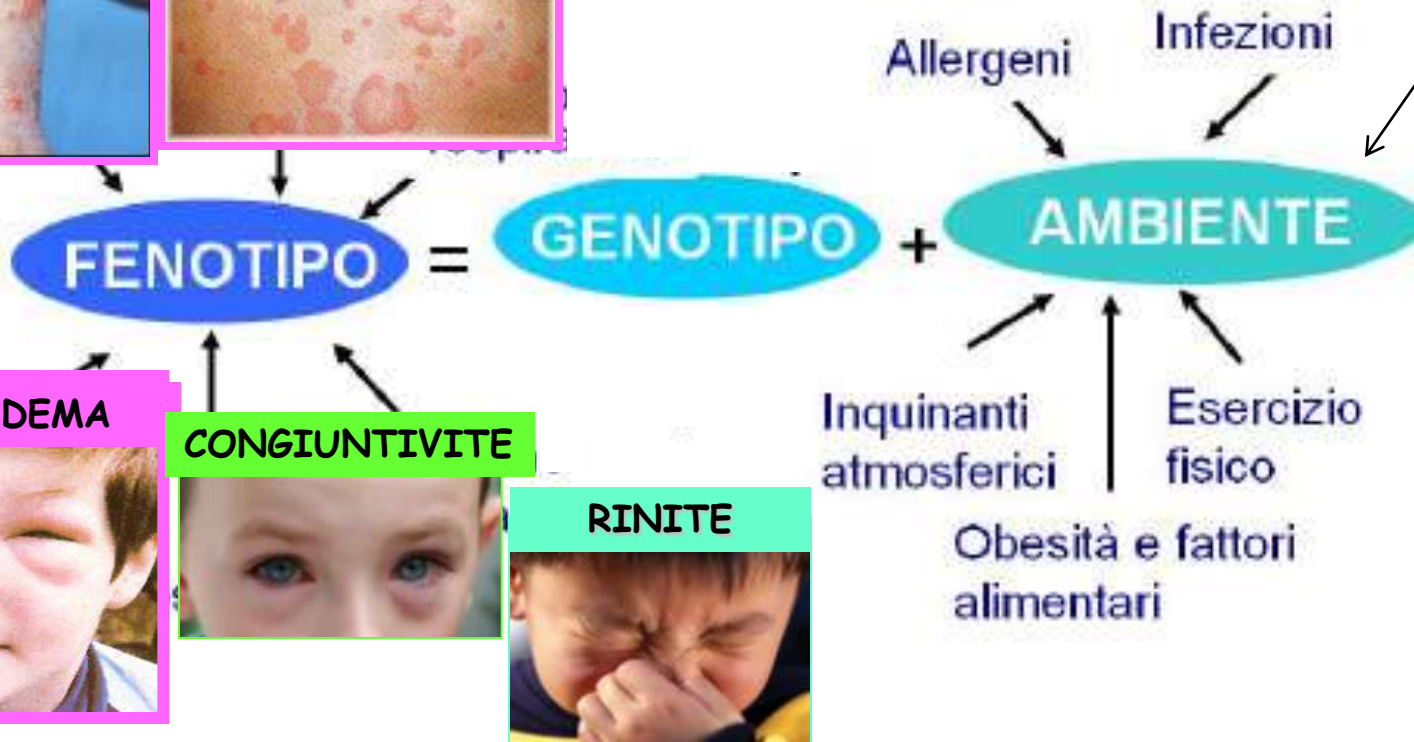 Allergeni
Infezioni
FENOTIPO
=
GENOTIPO
+
AMBIENTE
DEMA
CONGIUNTIVITE
RINITE
Inquinanti
atmosferici
Esercizio
fisico
Obesità e fattori
alimentari